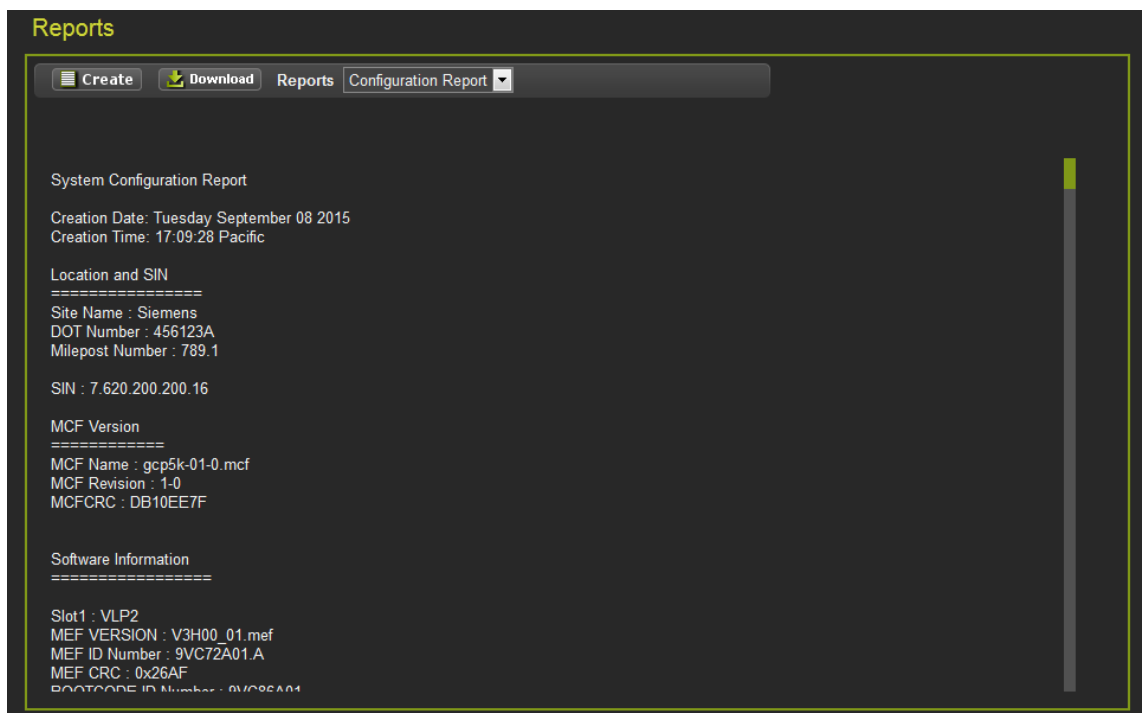 Reports
Create Download Reports Configuration Report
System Configuration Report
Creation Date: Tuesday September 08 2015
Creation Time: 17:09:28 Pacific
Location and SIN
================
Site Name : Siemens
DOT Number : 456123A
Milepost Number : 789.1
SIN : 7.620.200.200.16
MCF Version
============
MCF Name : gcp5k-01-0.mcf
MCF Revision : 1-0
MCFCRC : DB10EE7F
Software Information
=================
Slot1 : VLP2
MEF VERSION : V3H00_01.mef
MEF ID Number : 9VC72A01.A
MEF CRC : 0x26AF
ID Number : 9VC86A01